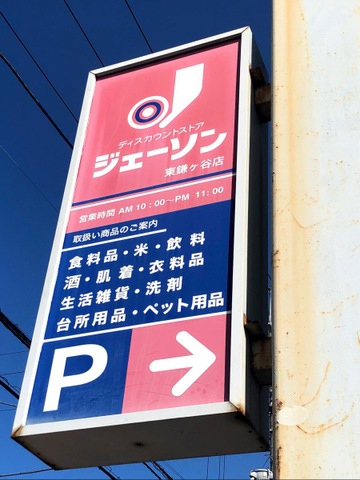 ディスカウントストア
ジェーソン
東鎌ヶ谷店
営業時間 AM 10:00〜PM 11:00
取扱い商品のご案内
食料品・米・飲料
酒・肌着・衣料品
生活雑貨・洗剤
台所用品・ペット用品
P →